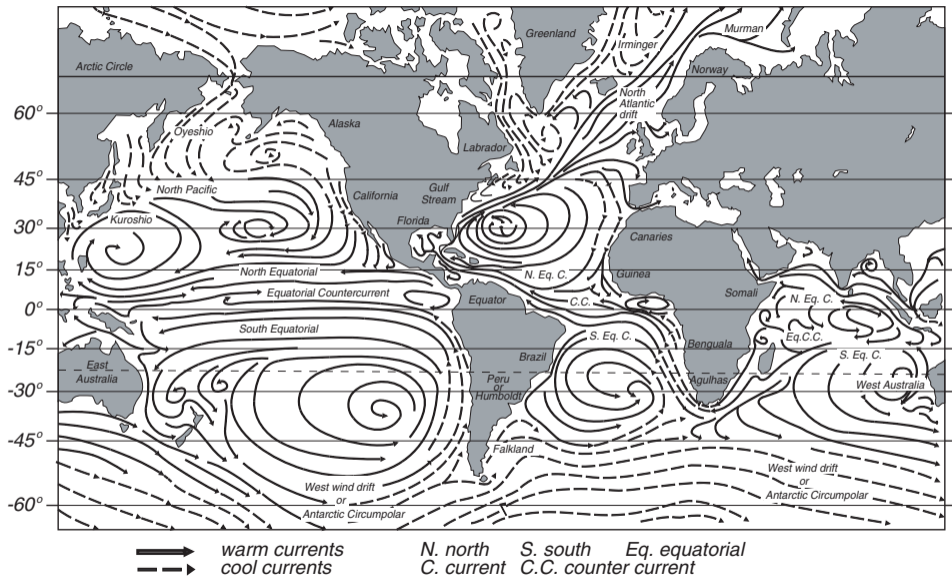 Greenland
Irminger
Murman
Arctic Circle
Norway
North
Atlantic
drift
60°
Oyeshio
Alaska
Labrador
45°
North Pacific
California
Gulf
Stream
Kuroshio
Florida
30°
Canaries
15°
North Equatorial
N. Eq. C.
Guinea
Somali
Equatorial Countercurrent
Equator
C.C.
N. Eq. C.
0°
South Equatorial
S. Eq. C.
Eq.C.C.
-15°
Brazil
Benguala
S. Eq. C.
East
Australia
Peru
or
Humboldt
Agulhas
West Australia
-30°
-45°
Falkland
West wind drift
or
Antarctic Circumpolar
West wind drift
or
Antarctic Circumpolar
-60°
warm currents N. north S. south Eq. equatorial
cool currents C. current C.C. counter current